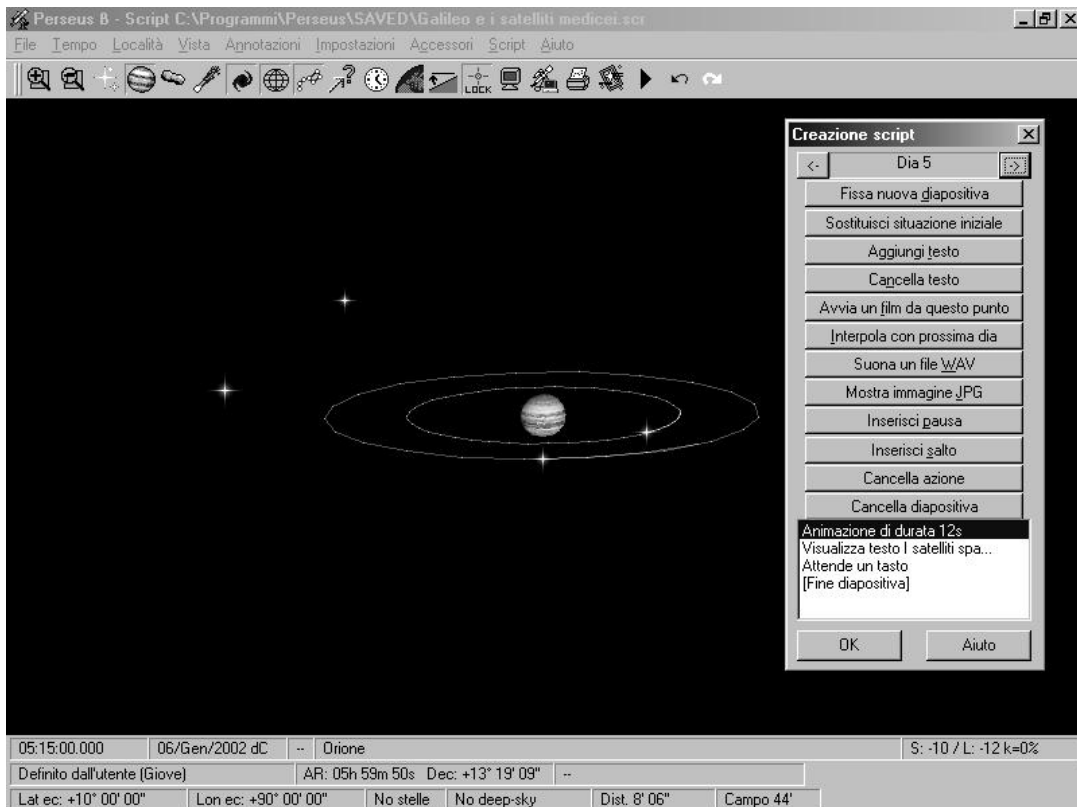 Perseus B - Script C:\Programmi\Perseus\SAVED\Galileo e i satelliti medicei.scr
File Tempo Località Vista Annotazioni Impostazioni Accessori Script Aiuto
LOCK
Creazione script
<- Dia 5 ->
Fissa nuova diapositiva
Sostituisci situazione iniziale
Aggiungi testo
Cancella testo
Avvia un film da questo punto
Interpola con prossima dia
Suona un file WAV
Mostra immagine JPG
Inserisci pausa
Inserisci salto
Cancella azione
Cancella diapositiva
Animazione di durata 12s
Visualizza testo I satelliti spa...
Attende un tasto
[Fine diapositiva]
OK Aiuto
05:15:00.000 06/Gen/2002 dC -- Orione S: -10 / L: -12 k=0%
Definito dall'utente (Giove) AR: 05h 59m 50s Dec: +13° 19' 09" --
Lat ec: +10° 00' 00" Lon ec: +90° 00' 00" No stelle No deep-sky Dist. 8' 06" Campo 44'